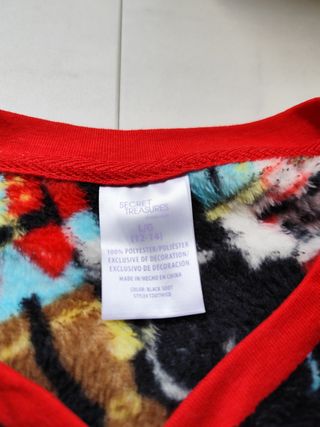 SECRET
TREASURES
L/G
(12-14)
100% POLYESTER/POLIÉSTER
EXCLUSIVE OF DECORATION/
EXCLUSIVO DE DECORACIÓN
MADE IN/HECHO EN CHINA
COLOR: BLACK SOOT